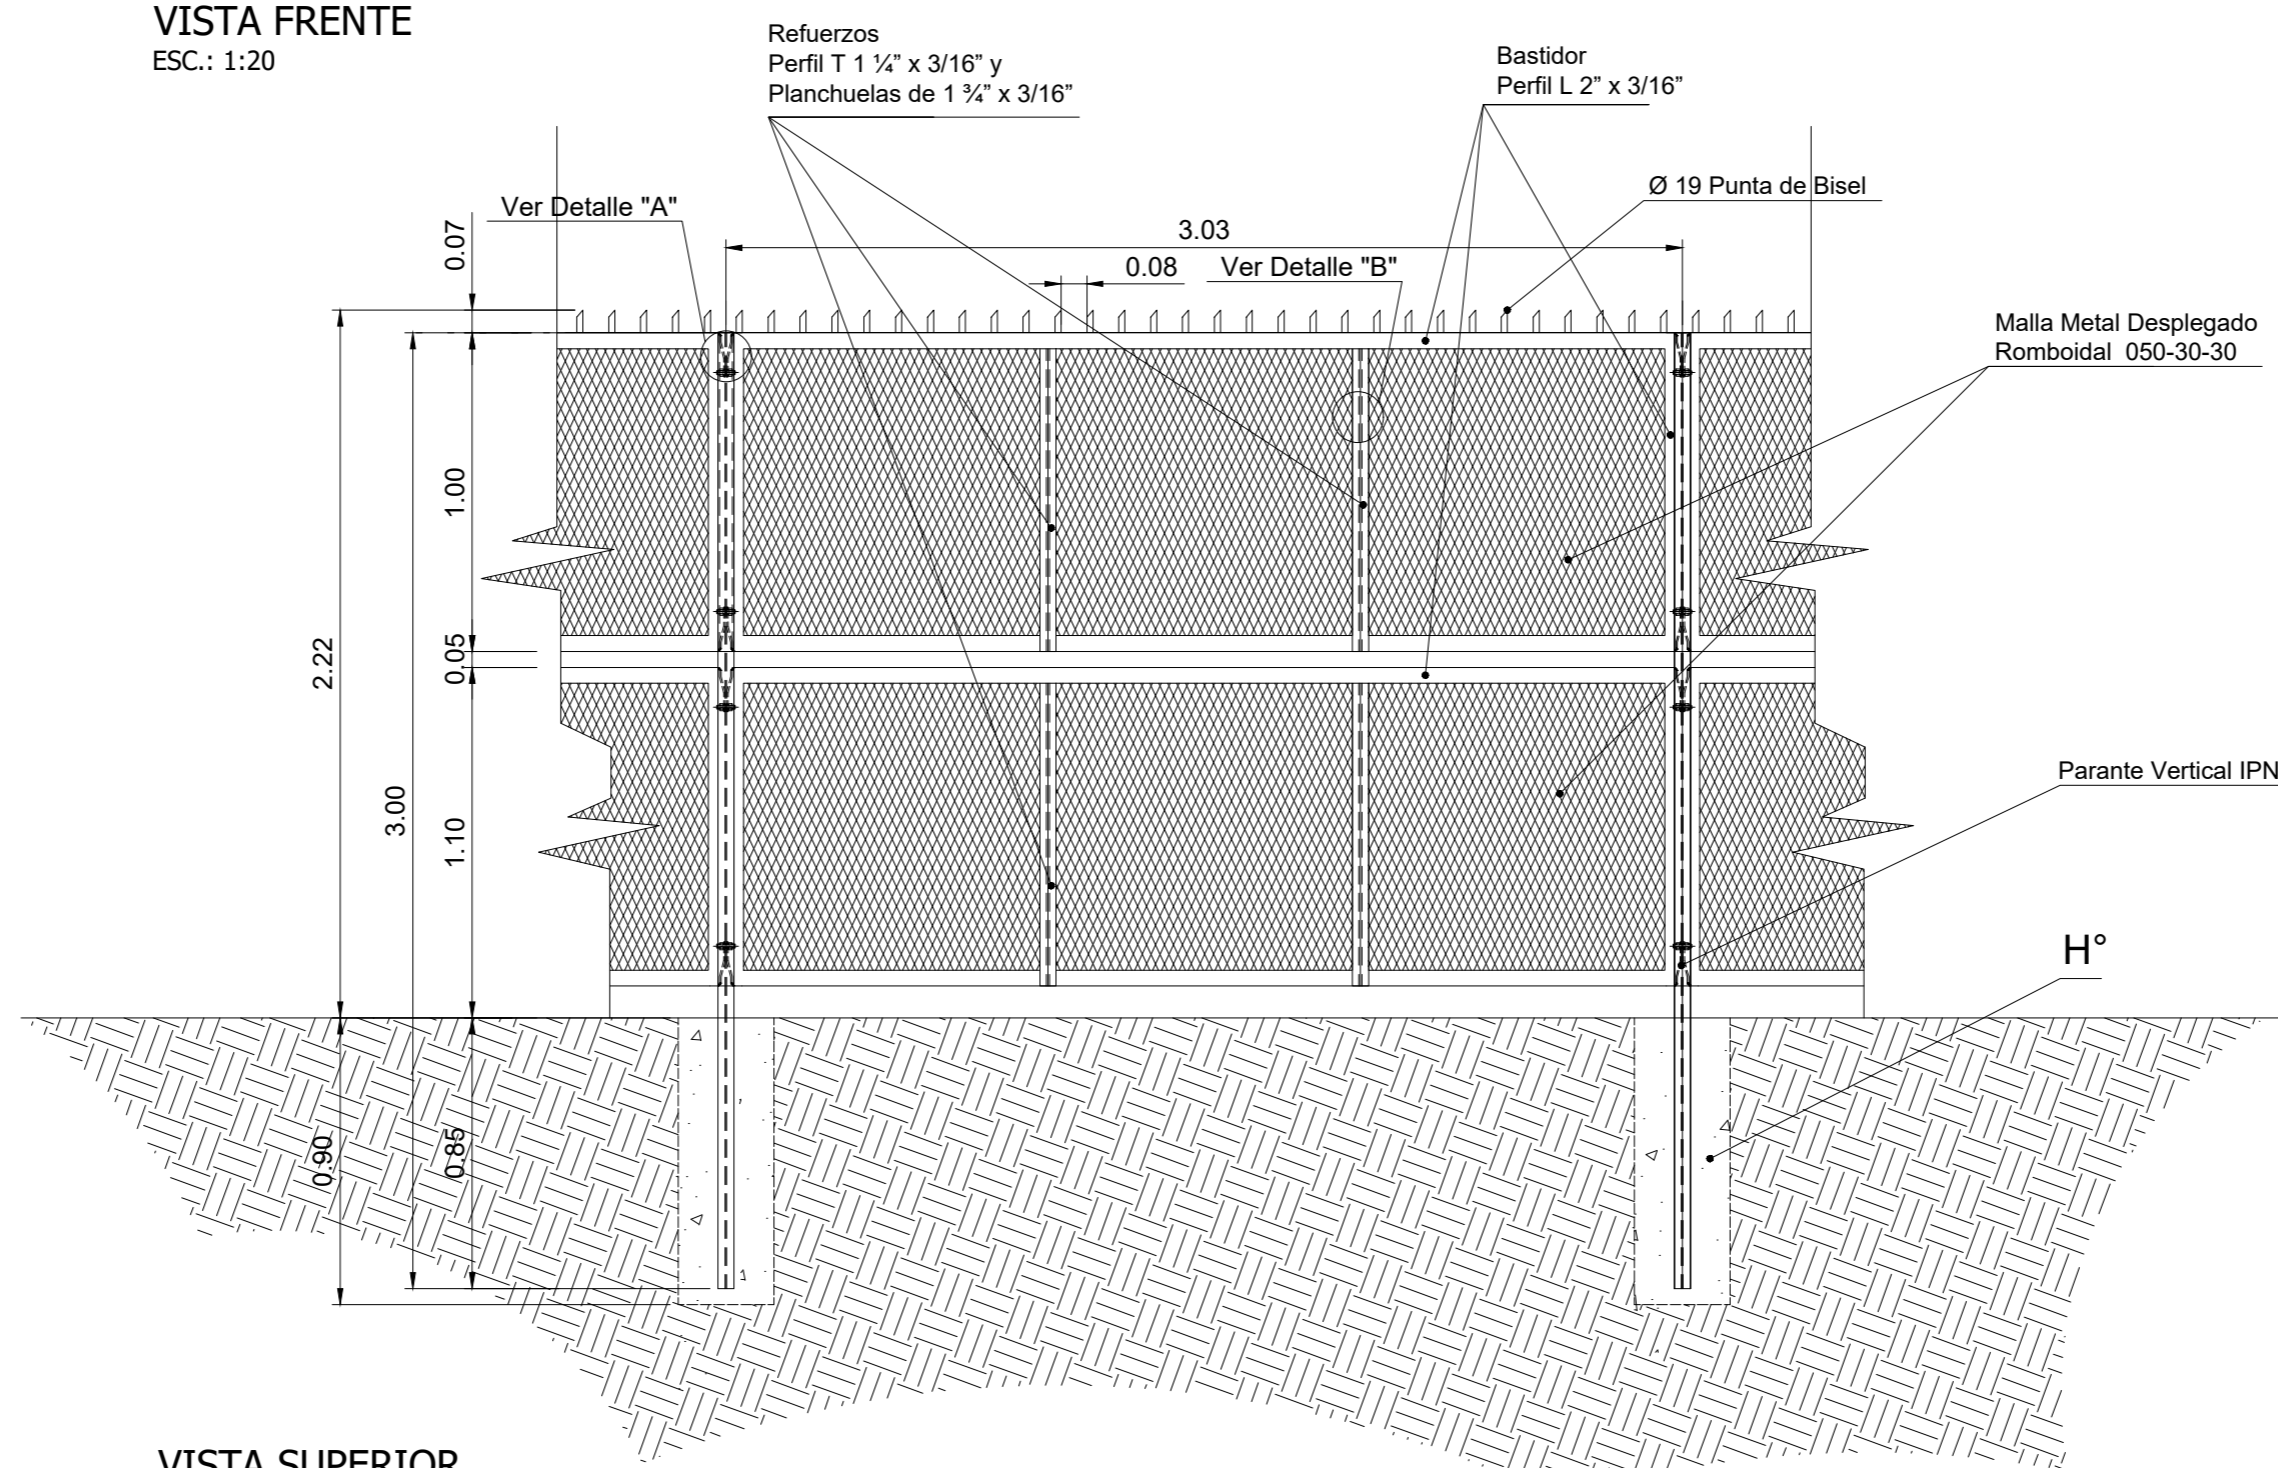 VISTA FRENTE
ESC.: 1:20
Refuerzos
Perfil T 1 ¼” x 3/16” y
Planchuelas de 1 ¾” x 3/16”
Bastidor
Perfil L 2” x 3/16”
Ø 19 Punta de Bisel
Ver Detalle "A"
0.07
3.03
0.08
Ver Detalle "B"
Malla Metal Desplegado
Romboidal 050-30-30
1.00
2.22
0.05
3.00
1.10
Parante Vertical IPN
H°
0.90
0.85
VISTA SUPERIOR